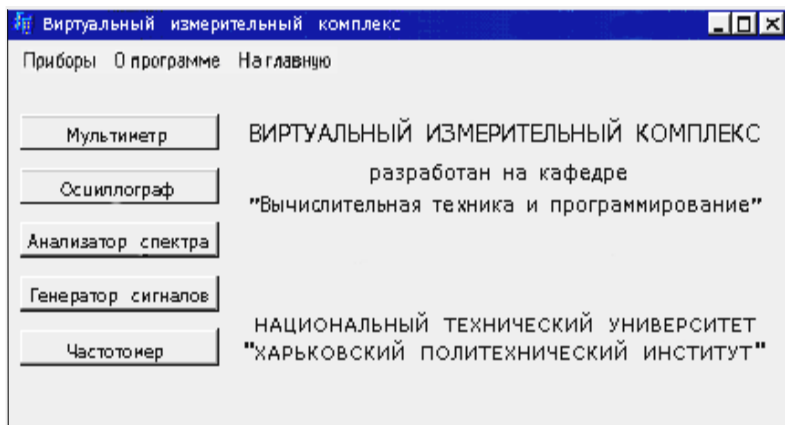 Виртуальный измерительный комплекс
Приборы О программе На главную
Мультиметр
ВИРТУАЛЬНЫЙ ИЗМЕРИТЕЛЬНЫЙ КОМПЛЕКС
разработан на кафедре
Осциллограф
"Вычислительная техника и программирование"
Анализатор спектра
Генератор сигналов
НАЦИОНАЛЬНЫЙ ТЕХНИЧЕСКИЙ УНИВЕРСИТЕТ
Частотомер
"ХАРЬКОВСКИЙ ПОЛИТЕХНИЧЕСКИЙ ИНСТИТУТ"